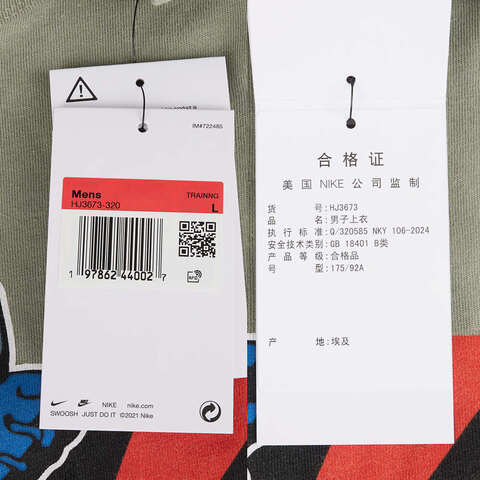 IM#722485
Mens
TRAINNG
HJ3673-320
L
1 97862 44002 7
RFID
NIKE
nike.com
SWOOSH JUST DO IT ©2021 Nike
合格证
美国 NIKE 公司监制
货 号:HJ3673
品 名:男子上衣
执行标准:Q/320585 NKY 106-2024
安全技术类别:GB 18401 B类
产品等级:合格品
号 型:175/92A
产 地:埃及